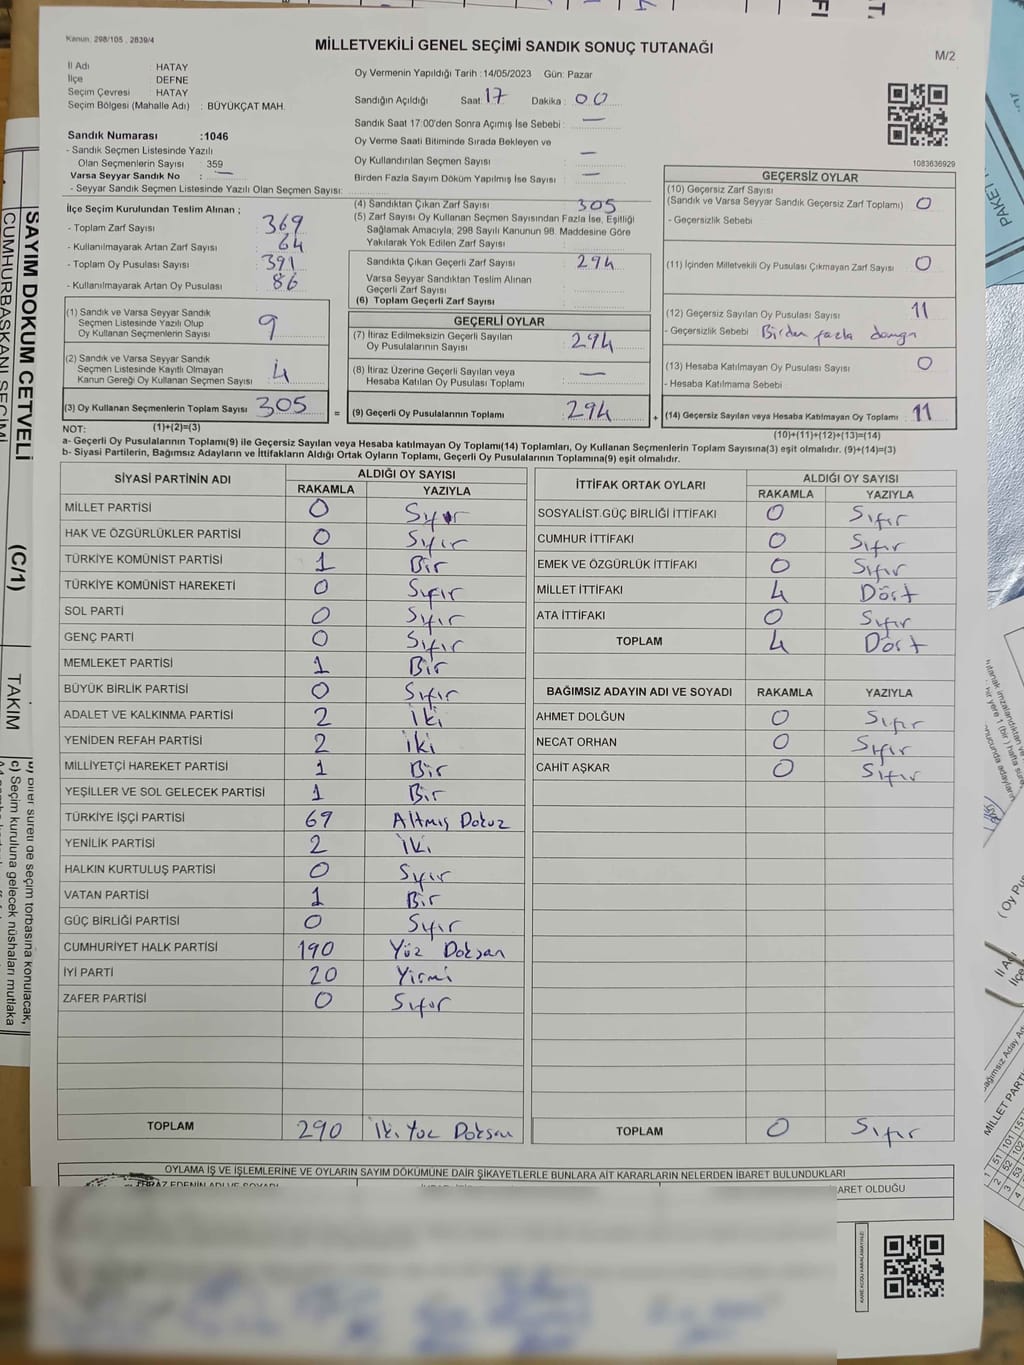 Kanun: 298/105, 2839/4
MİLLETVEKİLİ GENEL SEÇİMİ SANDIK SONUÇ TUTANAĞI
M/2
İl Adı : HATAY
İlçe : DEFNE
Seçim Çevresi : HATAY
Seçim Bölgesi (Mahalle Adı) : BÜYÜKÇAT MAH.
Sandık Numarası :1046
- Sandık Seçmen Listesinde Yazılı
Olan Seçmenlerin Sayısı : 359
Varsa Seyyar Sandık No : —
- Seyyar Sandık Seçmen Listesinde Yazılı Olan Seçmen Sayısı:
Oy Vermenin Yapıldığı Tarih :14/05/2023 Gün: Pazar
Sandığın Açıldığı Saat: 17 Dakika: 00
Sandık Saat 17:00'den Sonra Açımış İse Sebebi : —
Oy Verme Saati Bitiminde Sırada Bekleyen ve
Oy Kullandırılan Seçmen Sayısı : —
Birden Fazla Sayım Döküm Yapılmış İse Sayısı : —
1083636929
İlçe Seçim Kurulundan Teslim Alınan ;
- Toplam Zarf Sayısı : 369
- Kullanılmayarak Artan Zarf Sayısı : 64
- Toplam Oy Pusulası Sayısı : 391
- Kullanılmayarak Artan Oy Pusulası : 86
(1) Sandık ve Varsa Seyyar Sandık
Seçmen Listesinde Yazılı Olup
Oy Kullanan Seçmenlerin Sayısı : 9
(2) Sandık ve Varsa Seyyar Sandık
Seçmen Listesinde Kayıtlı Olmayan
Kanun Gereği Oy Kullanan Seçmen Sayısı : 4
(3) Oy Kullanan Seçmenlerin Toplam Sayısı : 305
(1)+(2)=(3)
(4) Sandıktan Çıkan Zarf Sayısı : 305
(5) Zarf Sayısı Oy Kullanan Seçmen Sayısından Fazla İse, Eşitliği
Sağlamak Amacıyla; 298 Sayılı Kanunun 98. Maddesine Göre
Yakılarak Yok Edilen Zarf Sayısı :
Sandıkta Çıkan Geçerli Zarf Sayısı : 294
Varsa Seyyar Sandıktan Teslim Alınan
Geçerli Zarf Sayısı :
(6) Toplam Geçerli Zarf Sayısı :
GEÇERLİ OYLAR
(7) İtiraz Edilmeksizin Geçerli Sayılan
Oy Pusulalarının Sayısı : 294
(8) İtiraz Üzerine Geçerli Sayılan veya
Hesaba Katılan Oy Pusulası Toplamı : —
= (9) Geçerli Oy Pusulalarının Toplamı : 294 +
GEÇERSİZ OYLAR
(10) Geçersiz Zarf Sayısı
(Sandık ve Varsa Seyyar Sandık Geçersiz Zarf Toplamı) : 0
- Geçersizlik Sebebi :
(11) İçinden Milletvekili Oy Pusulası Çıkmayan Zarf Sayısı : 0
(12) Geçersiz Sayılan Oy Pusulası Sayısı : 11
- Geçersizlik Sebebi : Birden fazla damga
(13) Hesaba Katılmayan Oy Pusulası Sayısı : 0
- Hesaba Katılmama Sebebi :
(14) Geçersiz Sayılan veya Hesaba Katılmayan Oy Toplamı : 11
(10)+(11)+(12)+(13)=(14)
NOT:
a- Geçerli Oy Pusulalarının Toplamı(9) ile Geçersiz Sayılan veya Hesaba katılmayan Oy Toplamı(14) Toplamları, Oy Kullanan Seçmenlerin Toplam Sayısına(3) eşit olmalıdır. (9)+(14)=(3)
b- Siyasi Partilerin, Bağımsız Adayların ve İttifakların Aldığı Ortak Oyların Toplamı, Geçerli Oy Pusulalarının Toplamına(9) eşit olmalıdır.
SİYASİ PARTİNİN ADI ALDIĞI OY SAYISI
RAKAMLA YAZIYLA
MİLLET PARTİSİ 0 Sıfır
HAK VE ÖZGÜRLÜKLER PARTİSİ 0 Sıfır
TÜRKİYE KOMÜNİST PARTİSİ 1 Bir
TÜRKİYE KOMÜNİST HAREKETİ 0 Sıfır
SOL PARTİ 0 Sıfır
GENÇ PARTİ 0 Sıfır
MEMLEKET PARTİSİ 1 Bir
BÜYÜK BİRLİK PARTİSİ 0 Sıfır
ADALET VE KALKINMA PARTİSİ 2 İki
YENİDEN REFAH PARTİSİ 2 İki
MİLLİYETÇİ HAREKET PARTİSİ 1 Bir
YEŞİLLER VE SOL GELECEK PARTİSİ 1 Bir
TÜRKİYE İŞÇİ PARTİSİ 69 Altmış Dokuz
YENİLİK PARTİSİ 2 İki
HALKIN KURTULUŞ PARTİSİ 0 Sıfır
VATAN PARTİSİ 1 Bir
GÜÇ BİRLİĞİ PARTİSİ 0 Sıfır
CUMHURİYET HALK PARTİSİ 190 Yüz Doksan
İYİ PARTİ 20 Yirmi
ZAFER PARTİSİ 0 Sıfır
TOPLAM 290 İki Yüz Doksan
İTTİFAK ORTAK OYLARI ALDIĞI OY SAYISI
RAKAMLA YAZIYLA
SOSYALİST GÜÇ BİRLİĞİ İTTİFAKI 0 Sıfır
CUMHUR İTTİFAKI 0 Sıfır
EMEK VE ÖZGÜRLÜK İTTİFAKI 0 Sıfır
MİLLET İTTİFAKI 4 Dört
ATA İTTİFAKI 0 Sıfır
TOPLAM 4 Dört
BAĞIMSIZ ADAYIN ADI VE SOYADI RAKAMLA YAZIYLA
AHMET DOLĞUN 0 Sıfır
NECAT ORHAN 0 Sıfır
CAHİT AŞKAR 0 Sıfır
TOPLAM 0 Sıfır
OYLAMA İŞ VE İŞLEMLERİNE VE OYLARIN SAYIM DÖKÜMÜNE DAİR ŞİKAYETLERLE BUNLARA AİT KARARLARIN NELERDEN İBARET BULUNDUKLARI
ARET OLDUĞU
KARE KODU KARALAMAYINIZ!
SAYIM DÖKÜM CETVELİ
CUMHURBAŞKANI SEÇİMİ
(C/1)
TAKIM
c) Seçim kuruluna gelecek nüshaları mutlaka
PAKET
( Oy Pu
İl A
İlçe
MİLLET PARTİ